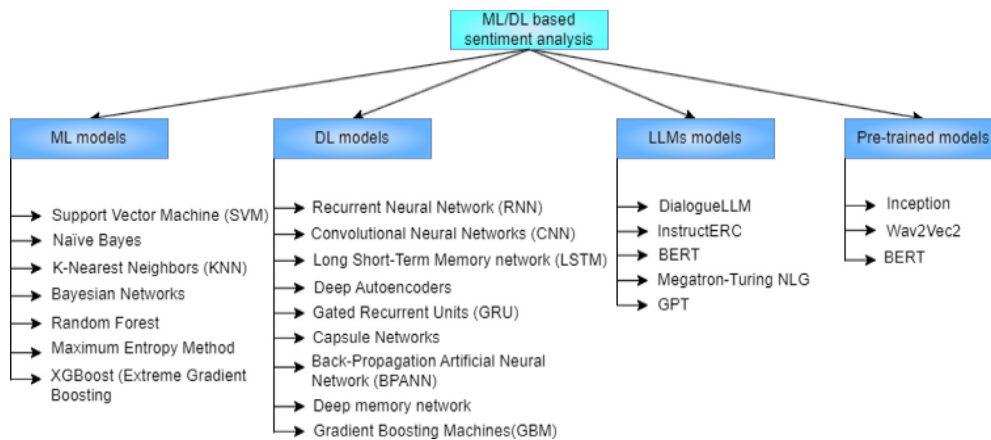 ML/DL based
sentiment analysis
ML models
DL models
LLMs models
Pre-trained models
Support Vector Machine (SVM)
Naïve Bayes
K-Nearest Neighbors (KNN)
Bayesian Networks
Random Forest
Maximum Entropy Method
XGBoost (Extreme Gradient
Boosting
Recurrent Neural Network (RNN)
Convolutional Neural Networks (CNN)
Long Short-Term Memory network (LSTM)
Deep Autoencoders
Gated Recurrent Units (GRU)
Capsule Networks
Back-Propagation Artificial Neural
Network (BPANN)
Deep memory network
Gradient Boosting Machines(GBM)
DialogueLLM
InstructERC
BERT
Megatron-Turing NLG
GPT
Inception
Wav2Vec2
BERT